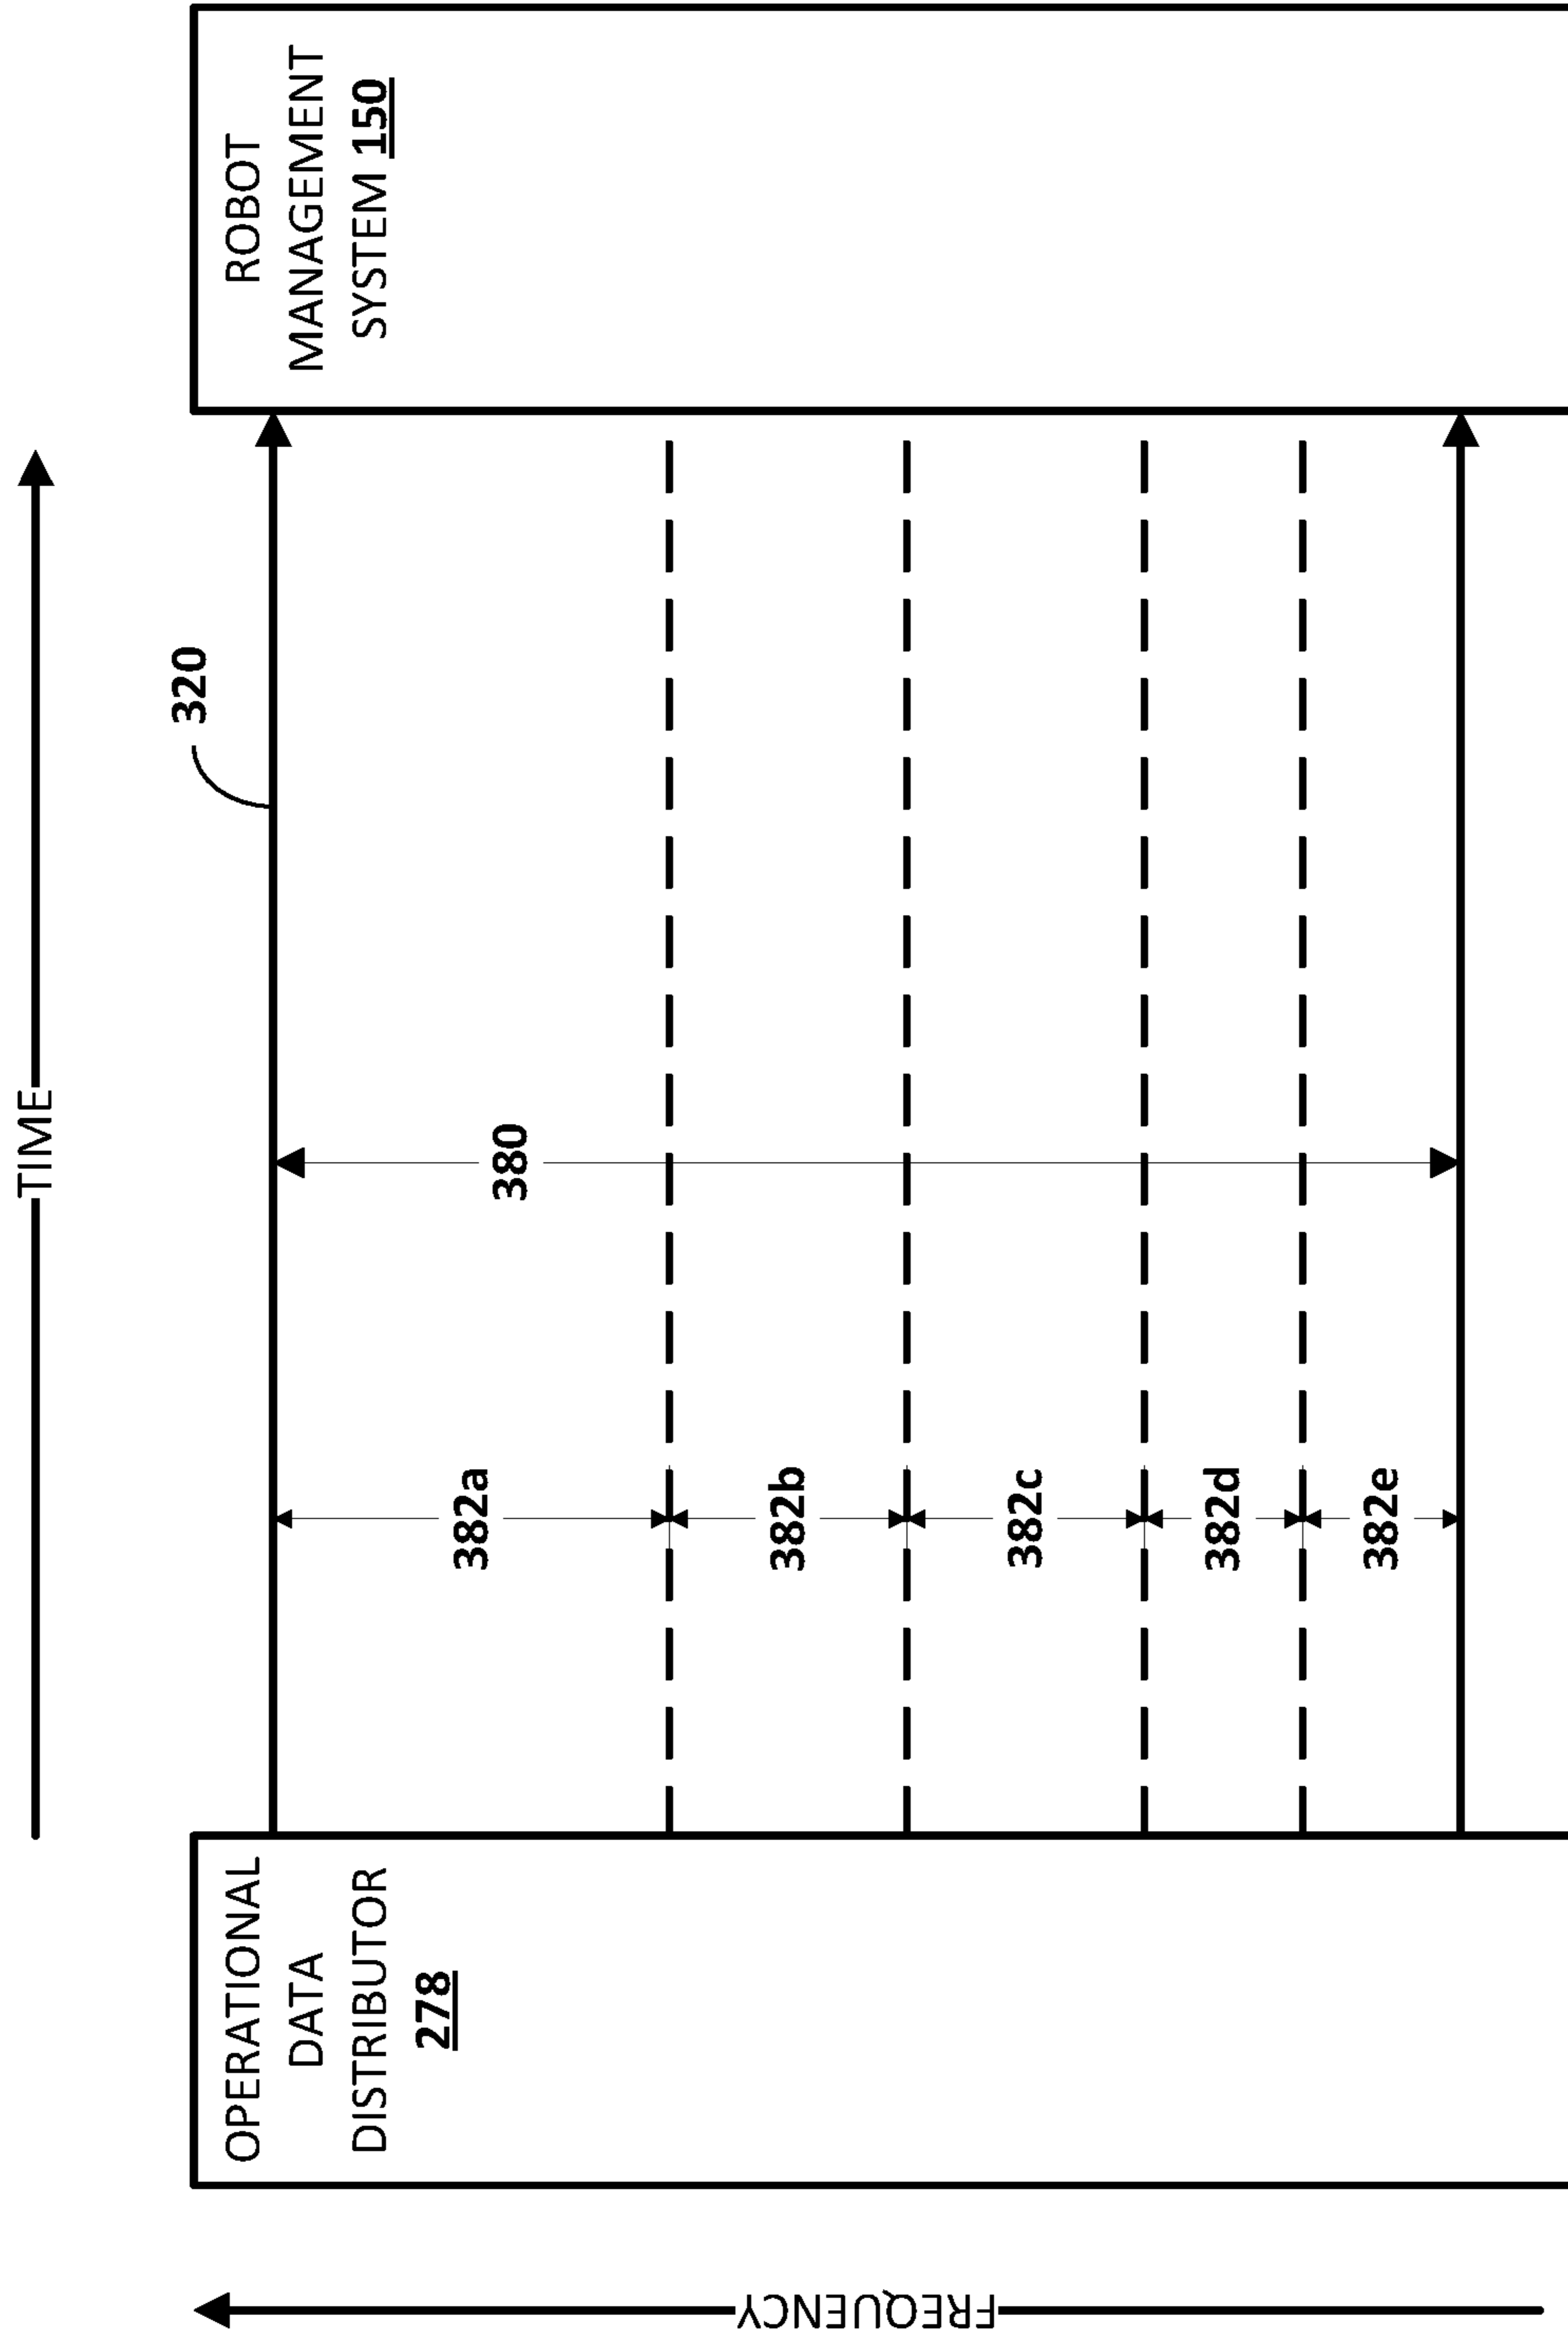 TIME
FREQUENCY
OPERATIONAL
DATA
DISTRIBUTOR
278
ROBOT
MANAGEMENT
SYSTEM 150
320
380
382a
382b
382c
382d
382e